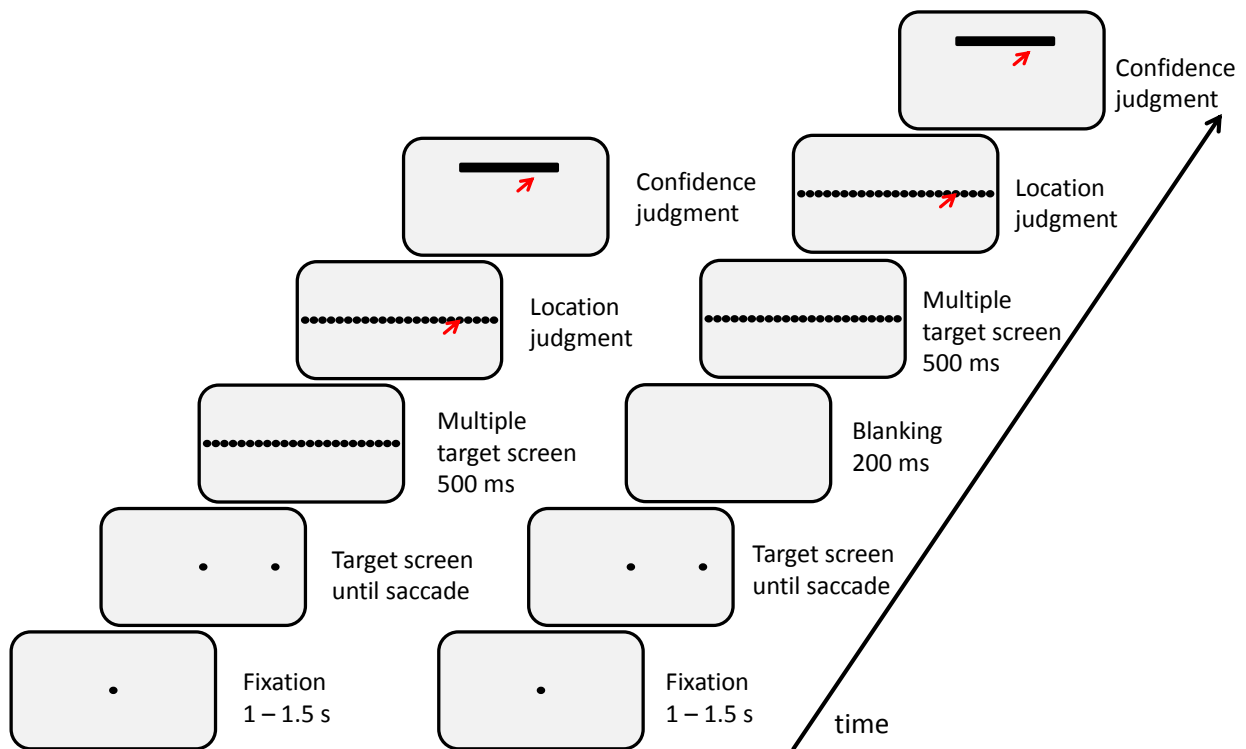 Confidence
judgment
Confidence
judgment
Location
judgment
Location
judgment
Multiple
target screen
500 ms
Multiple
target screen
500 ms
Blanking
200 ms
Target screen
until saccade
Target screen
until saccade
Fixation
1 – 1.5 s
Fixation
1 – 1.5 s
time